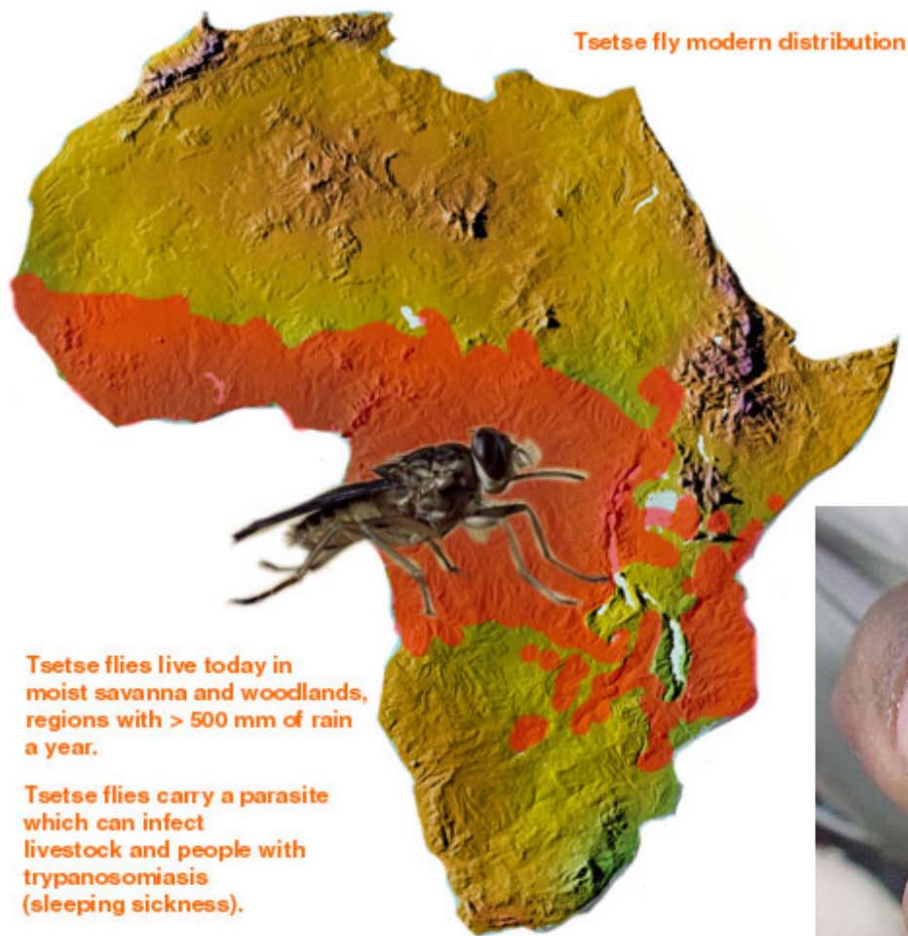 Tsetse fly modern distribution
Tsetse flies live today in
moist savanna and woodlands,
regions with > 500 mm of rain
a year.
Tsetse flies carry a parasite
which can infect
livestock and people with
trypanosomiasis
(sleeping sickness).